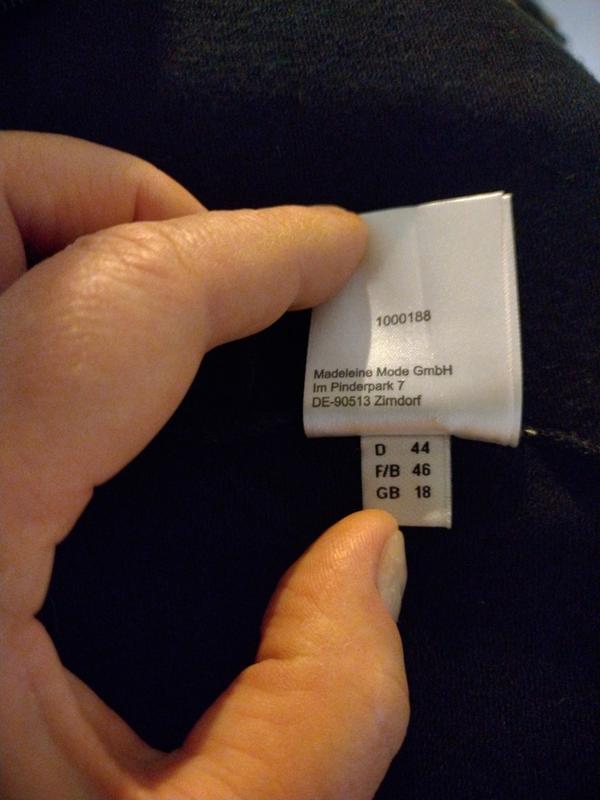 1000188
Madeleine Mode GmbH
Im Pinderpark 7
DE-90513 Zirndorf
D 44
F/B 46
GB 18